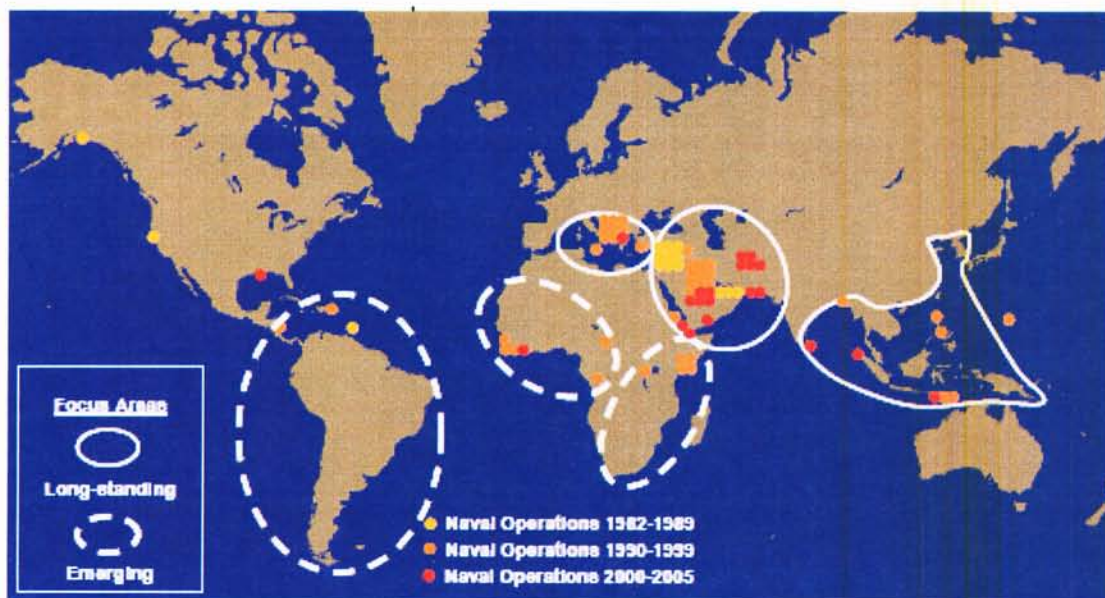 Focus Areas
Long-standing
Emerging
Naval Operations 1982-1989
Naval Operations 1990-1999
Naval Operations 2000-2005